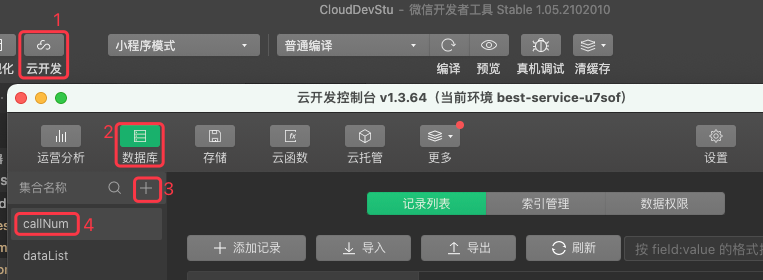 CloudDevStu – 微信开发者工具 Stable 1.05.2102010
1
小程序模式 普通编译
云开发 编译 预览 真机调试 清缓存
云开发控制台 v1.3.64（当前环境 best-service-u7sof）
2
运营分析 数据库 存储 云函数 云托管 更多 设置
集合名称 3
记录列表 索引管理 数据权限
callNum 4
添加记录 导入 导出 刷新 按 field:value 的格式
dataList